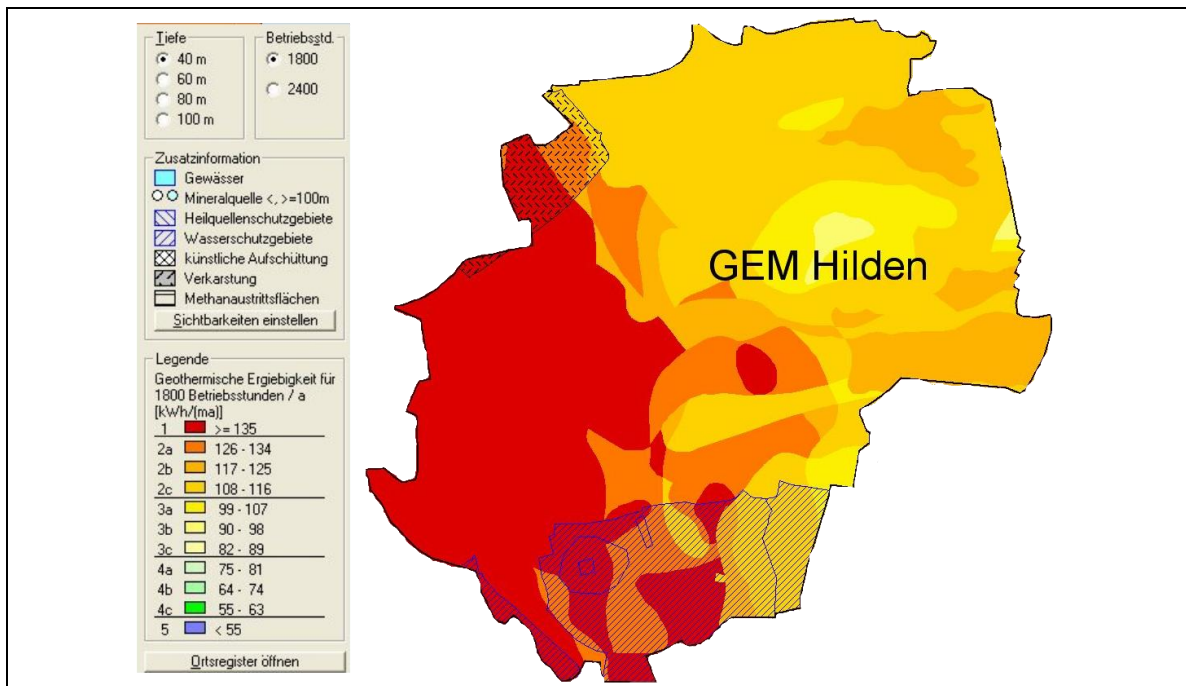 Tiefe
40 m
60 m
80 m
100 m
Betriebsstd.
1800
2400
Zusatzinformation
Gewässer
Mineralquelle <, >=100m
Heilquellenschutzgebiete
Wasserschutzgebiete
künstliche Aufschüttung
Verkarstung
Methanaustrittsflächen
Sichtbarkeiten einstellen
Legende
Geothermische Ergiebigkeit für
1800 Betriebsstunden / a
[kWh/(ma)]
1 >= 135
2a 126 - 134
2b 117 - 125
2c 108 - 116
3a 99 - 107
3b 90 - 98
3c 82 - 89
4a 75 - 81
4b 64 - 74
4c 55 - 63
5 < 55
Ortsregister öffnen
GEM Hilden